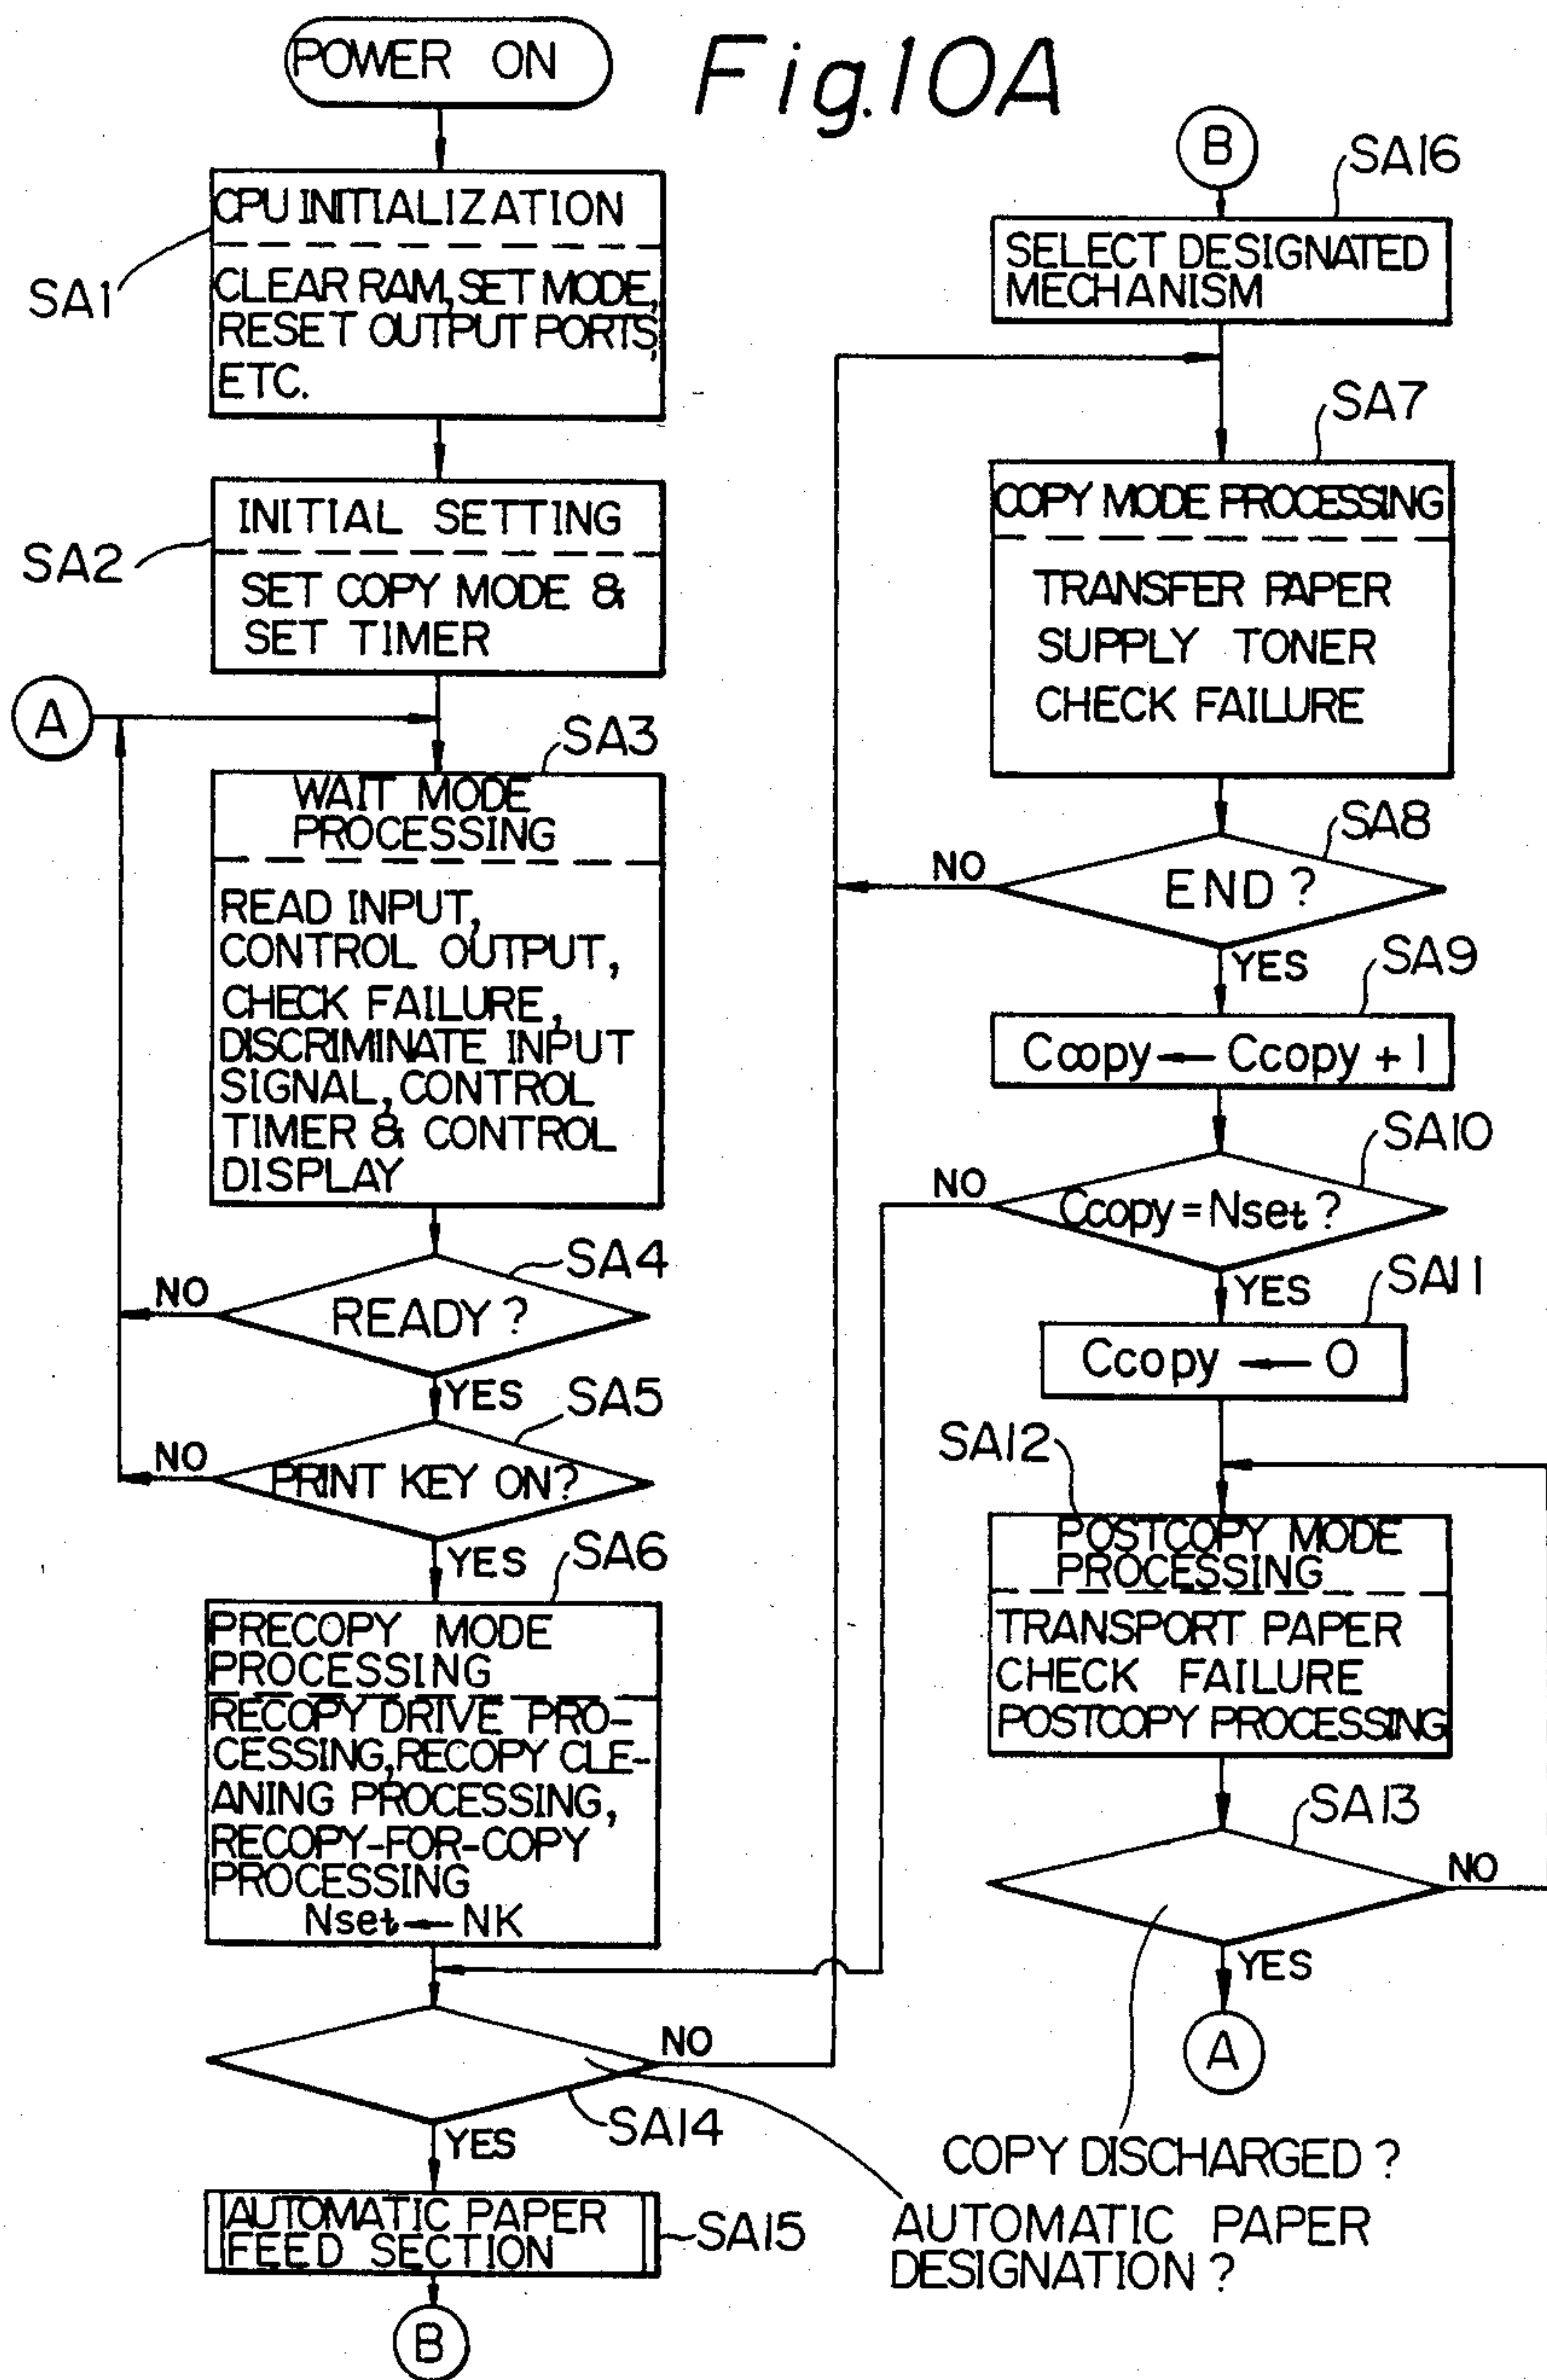 Fig.10A
POWER ON
CPU INITIALIZATION
CLEAR RAM, SET MODE,
RESET OUTPUT PORTS,
ETC.
SA1
INITIAL SETTING
SET COPY MODE &
SET TIMER
SA2
A
SA3
WAIT MODE
PROCESSING
READ INPUT,
CONTROL OUTPUT,
CHECK FAILURE,
DISCRIMINATE INPUT
SIGNAL, CONTROL
TIMER & CONTROL
DISPLAY
SA4
READY ?
NO
YES
SA5
PRINT KEY ON?
NO
YES
SA6
PRECOPY MODE
PROCESSING
RECOPY DRIVE PRO-
CESSING, RECOPY CLE-
ANING PROCESSING,
RECOPY-FOR-COPY
PROCESSING
Nset ← NK
NO
SA14
YES
AUTOMATIC PAPER
FEED SECTION
SA15
B
B
SA16
SELECT DESIGNATED
MECHANISM
SA7
COPY MODE PROCESSING
TRANSFER PAPER
SUPPLY TONER
CHECK FAILURE
SA8
END ?
NO
YES
SA9
Ccopy ← Ccopy + 1
SA10
Ccopy = Nset ?
NO
YES
SA11
Ccopy ← 0
SA12
POSTCOPY MODE
PROCESSING
TRANSPORT PAPER
CHECK FAILURE
POSTCOPY PROCESSING
SA13
NO
YES
A
COPY DISCHARGED ?
AUTOMATIC PAPER
DESIGNATION ?